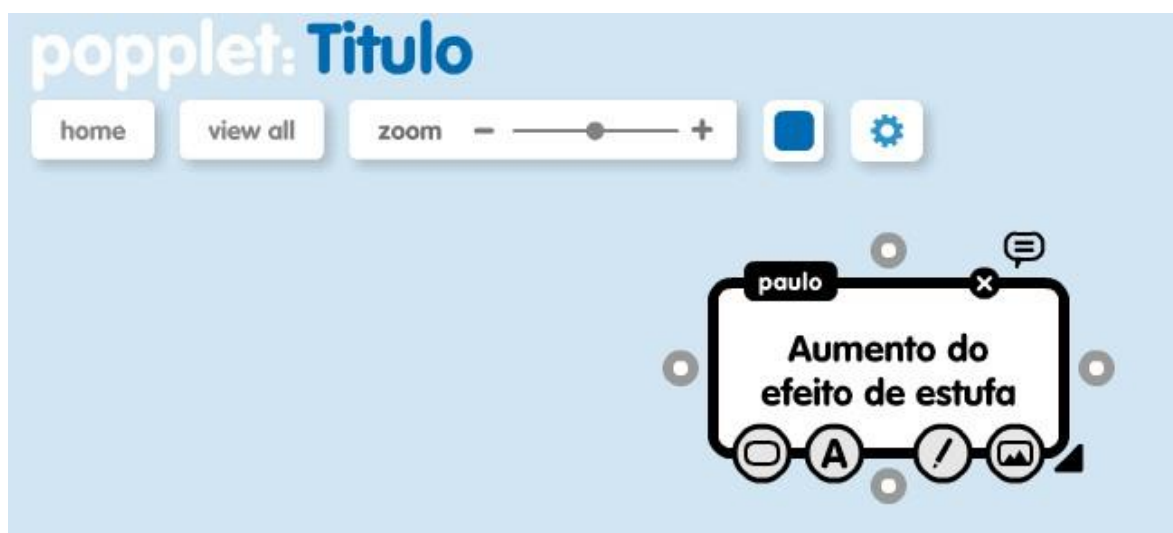 popplet: Titulo
home view all zoom - +
paulo
Aumento do
efeito de estufa
A